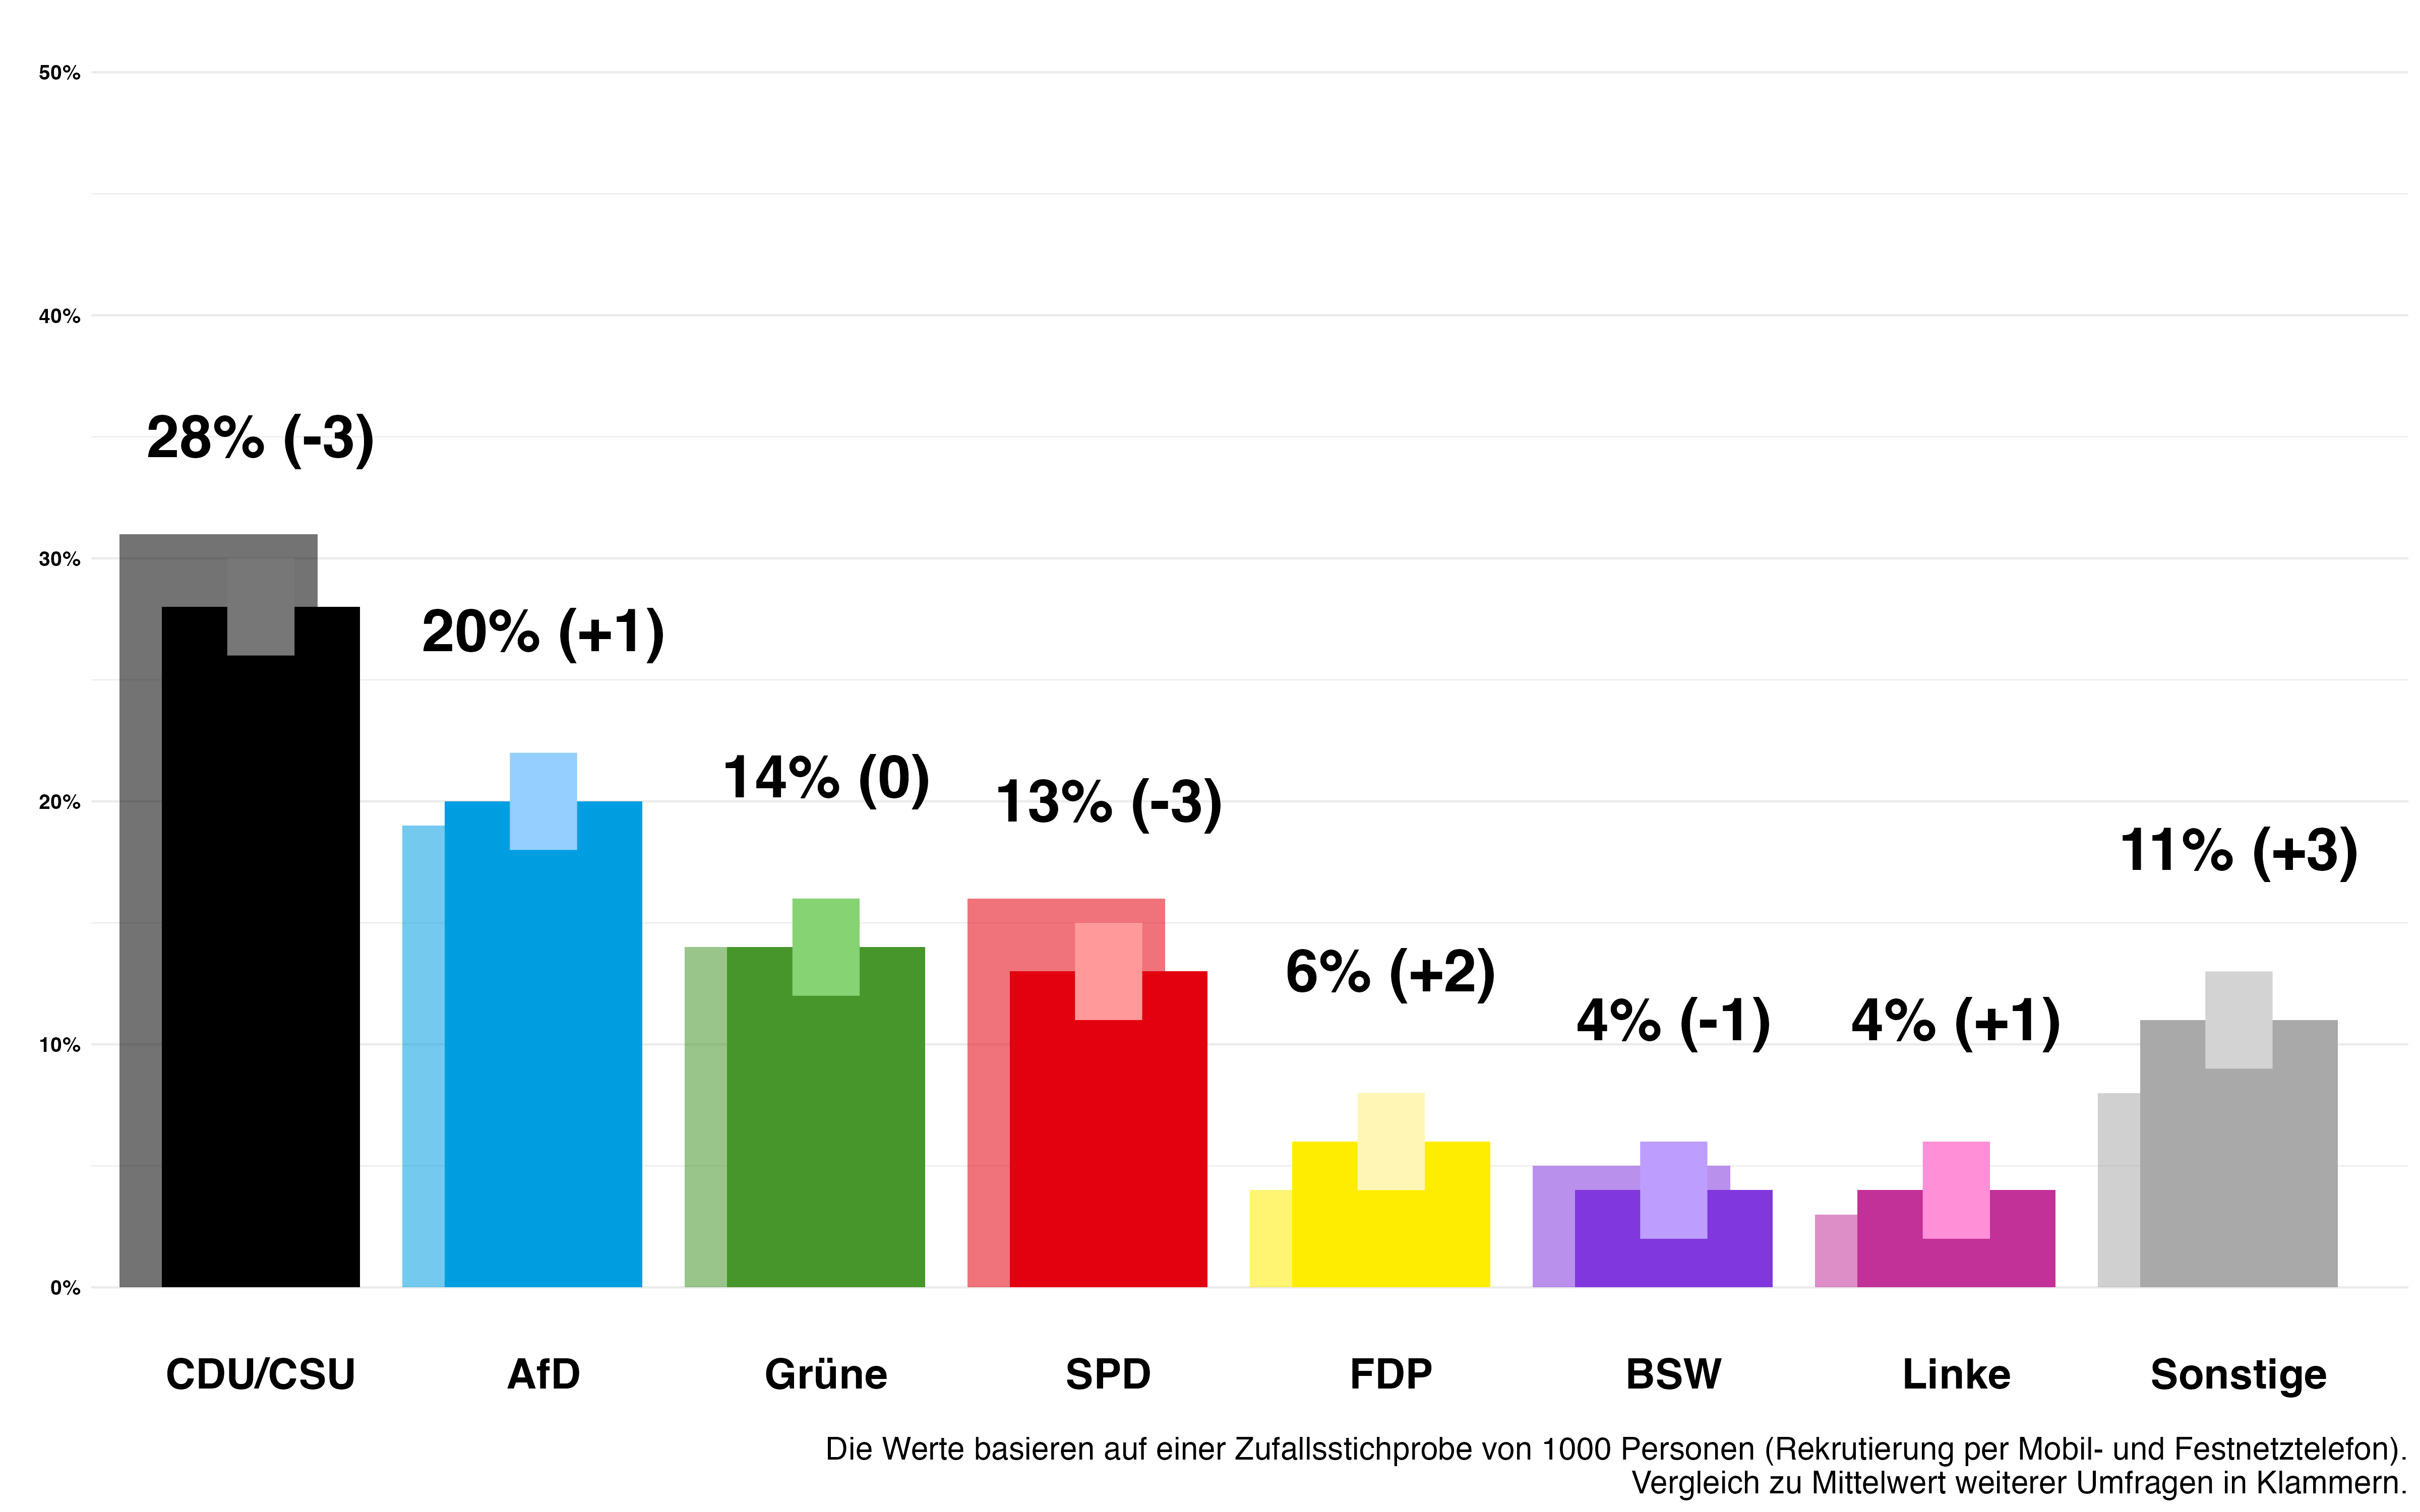 50%
40%
30%
20%
10%
0%
28% (-3)
20% (+1)
14% (0)
13% (-3)
6% (+2)
4% (-1)
4% (+1)
11% (+3)
CDU/CSU
AfD
Grüne
SPD
FDP
BSW
Linke
Sonstige
Die Werte basieren auf einer Zufallsstichprobe von 1000 Personen (Rekrutierung per Mobil- und Festnetztelefon).
Vergleich zu Mittelwert weiterer Umfragen in Klammern.